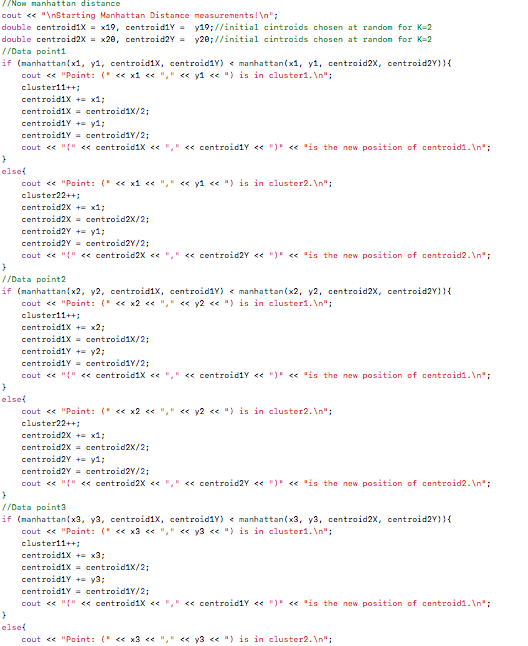 //Now manhattan distance
cout << "\nStarting Manhattan Distance measurements!\n";
double centroid1X = x19, centroid1Y =  y19;//initial cintroids chosen at random for K=2
double centroid2X = x20, centroid2Y =  y20;//initial cintroids chosen at random for K=2
//Data point1
if (manhattan(x1, y1, centroid1X, centroid1Y) < manhattan(x1, y1, centroid2X, centroid2Y)){
    cout << "Point: (" << x1 << "," << y1 << ") is in cluster1.\n";
    cluster11++;
    centroid1X += x1;
    centroid1X = centroid1X/2;
    centroid1Y += y1;
    centroid1Y = centroid1Y/2;
    cout << "(" << centroid1X << "," << centroid1Y << ")" << "is the new position of centroid1.\n";
}
else{
    cout << "Point: (" << x1 << "," << y1 << ") is in cluster2.\n";
    cluster22++;
    centroid2X += x1;
    centroid2X = centroid2X/2;
    centroid2Y += y1;
    centroid2Y = centroid2Y/2;
    cout << "(" << centroid2X << "," << centroid2Y << ")" << "is the new position of centroid2.\n";
}
//Data point2
if (manhattan(x2, y2, centroid1X, centroid1Y) < manhattan(x2, y2, centroid2X, centroid2Y)){
    cout << "Point: (" << x2 << "," << y2 << ") is in cluster1.\n";
    cluster11++;
    centroid1X += x2;
    centroid1X = centroid1X/2;
    centroid1Y += y2;
    centroid1Y = centroid1Y/2;
    cout << "(" << centroid1X << "," << centroid1Y << ")" << "is the new position of centroid1.\n";
}
else{
    cout << "Point: (" << x2 << "," << y2 << ") is in cluster2.\n";
    cluster22++;
    centroid2X += x1;
    centroid2X = centroid2X/2;
    centroid2Y += y1;
    centroid2Y = centroid2Y/2;
    cout << "(" << centroid2X << "," << centroid2Y << ")" << "is the new position of centroid2.\n";
}
//Data point3
if (manhattan(x3, y3, centroid1X, centroid1Y) < manhattan(x3, y3, centroid2X, centroid2Y)){
    cout << "Point: (" << x3 << "," << y3 << ") is in cluster1.\n";
    cluster11++;
    centroid1X += x3;
    centroid1X = centroid1X/2;
    centroid1Y += y3;
    centroid1Y = centroid1Y/2;
    cout << "(" << centroid1X << "," << centroid1Y << ")" << "is the new position of centroid1.\n";
}
else{
    cout << "Point: (" << x3 << "," << y3 << ") is in cluster2.\n";